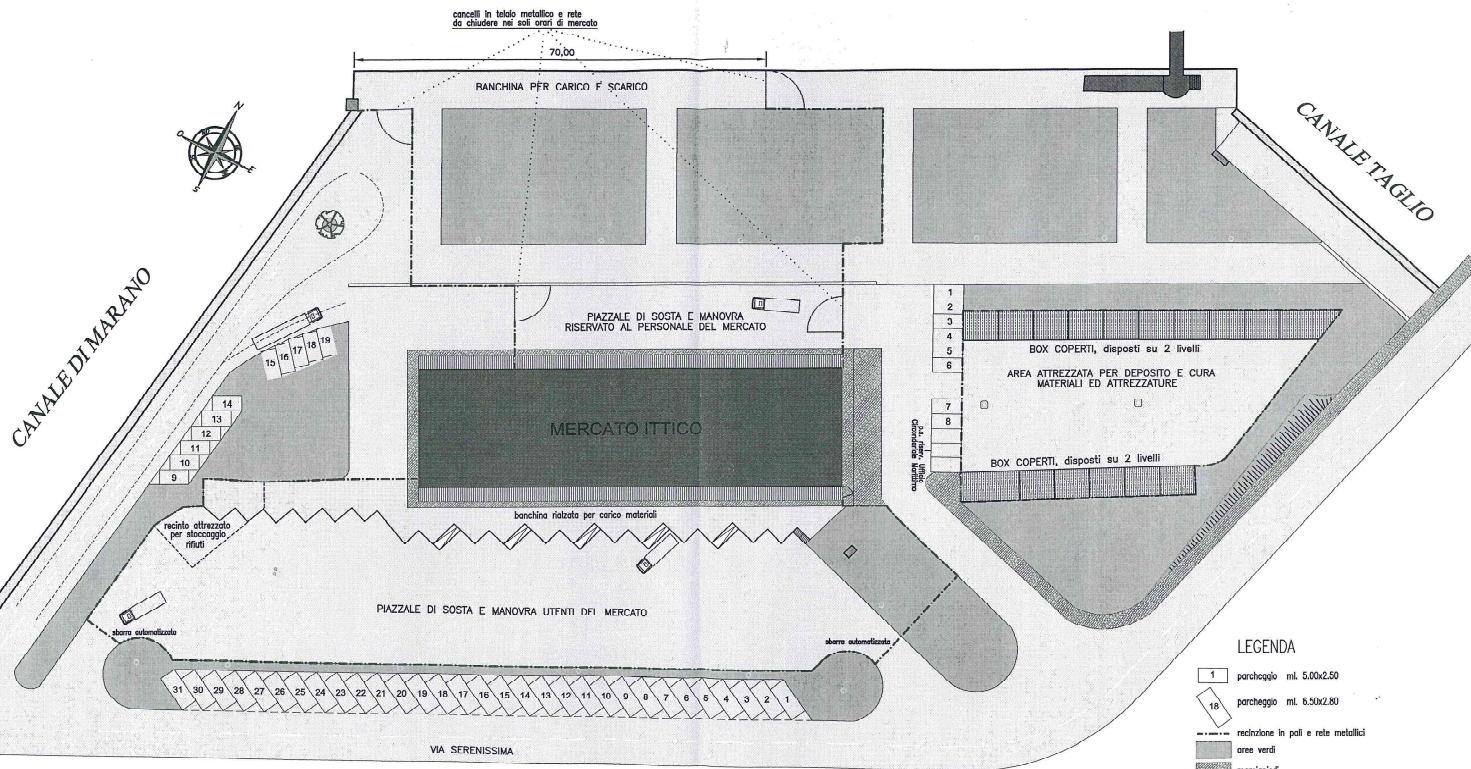 cancelli in telaio metallico e rete
da chiudere nei soli orari di mercato
70,00
BANCHINA PER CARICO E SCARICO
N
E
S
O
CANALE TAGLIO
CANALE DI MARANO
PIAZZALE DI SOSTA E MANOVRA
RISERVATO AL PERSONALE DEL MERCATO
1
2
3
4
5
6
7
8
BOX COPERTI, disposti su 2 livelli
AREA ATTREZZATA PER DEPOSITO E CURA
MATERIALI ED ATTREZZATURE
BOX COPERTI, disposti su 2 livelli
p.a. riserv. Ufficio
Circondariale Marittimo
15 16 17 18 19
14
13
12
11
10
9
MERCATO ITTICO
banchina rialzata per carico materiali
recinto attrezzato
per stoccaggio
rifiuti
PIAZZALE DI SOSTA E MANOVRA UTENTI DEL MERCATO
sbarra automatizzata
sbarra automatizzata
31 30 29 28 27 26 25 24 23 22 21 20 19 18 17 16 15 14 13 12 11 10 9 8 7 6 5 4 3 2 1
VIA SERENISSIMA
LEGENDA
1 parcheggio ml. 5.00x2.50
18 parcheggio ml. 6.50x2.80
recinzione in pali e rete metallici
aree verdi